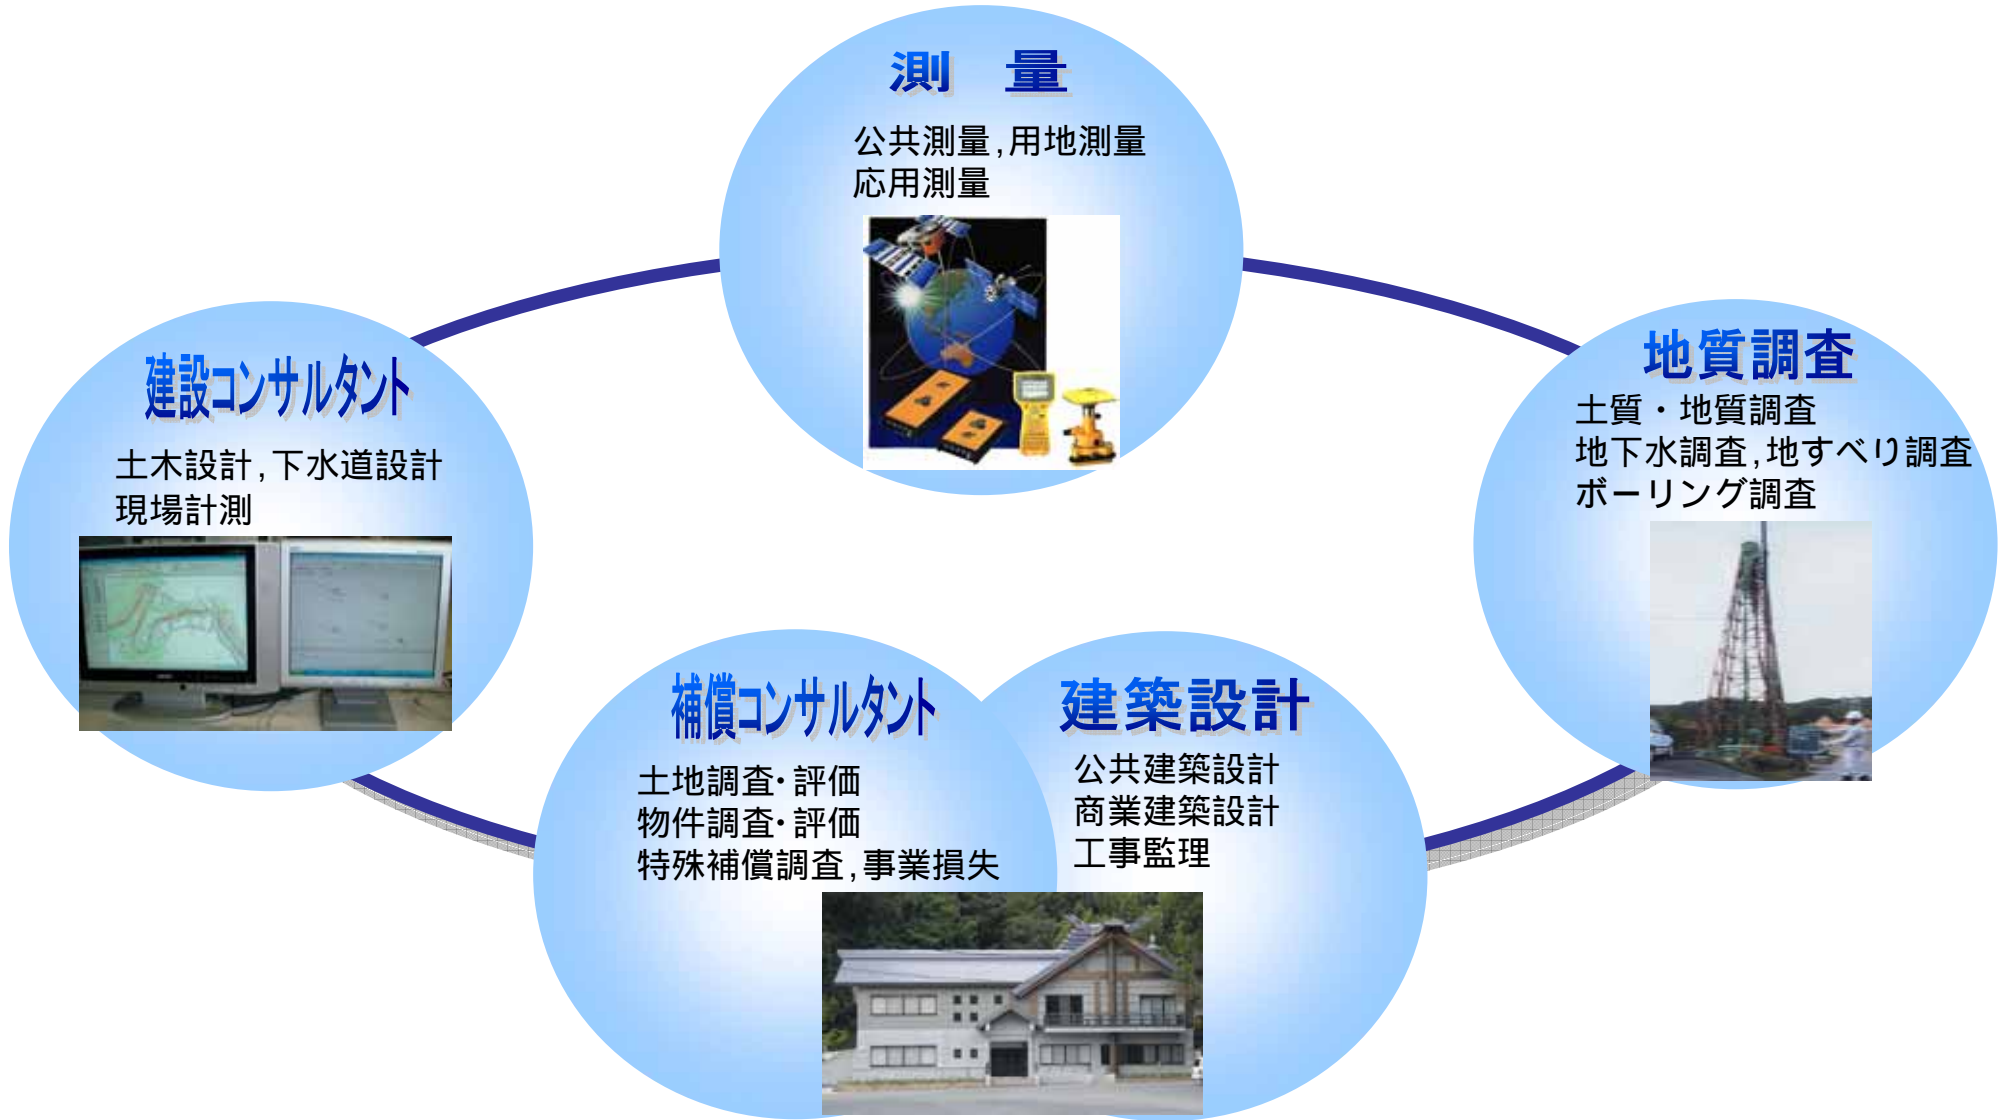 測　量
公共測量,用地測量
応用測量
建設コンサルタント
土木設計,下水道設計
現場計測
地質調査
土質・地質調査
地下水調査,地すべり調査
ボーリング調査
補償コンサルタント
土地調査・評価
物件調査・評価
特殊補償調査,事業損失
建築設計
公共建築設計
商業建築設計
工事監理